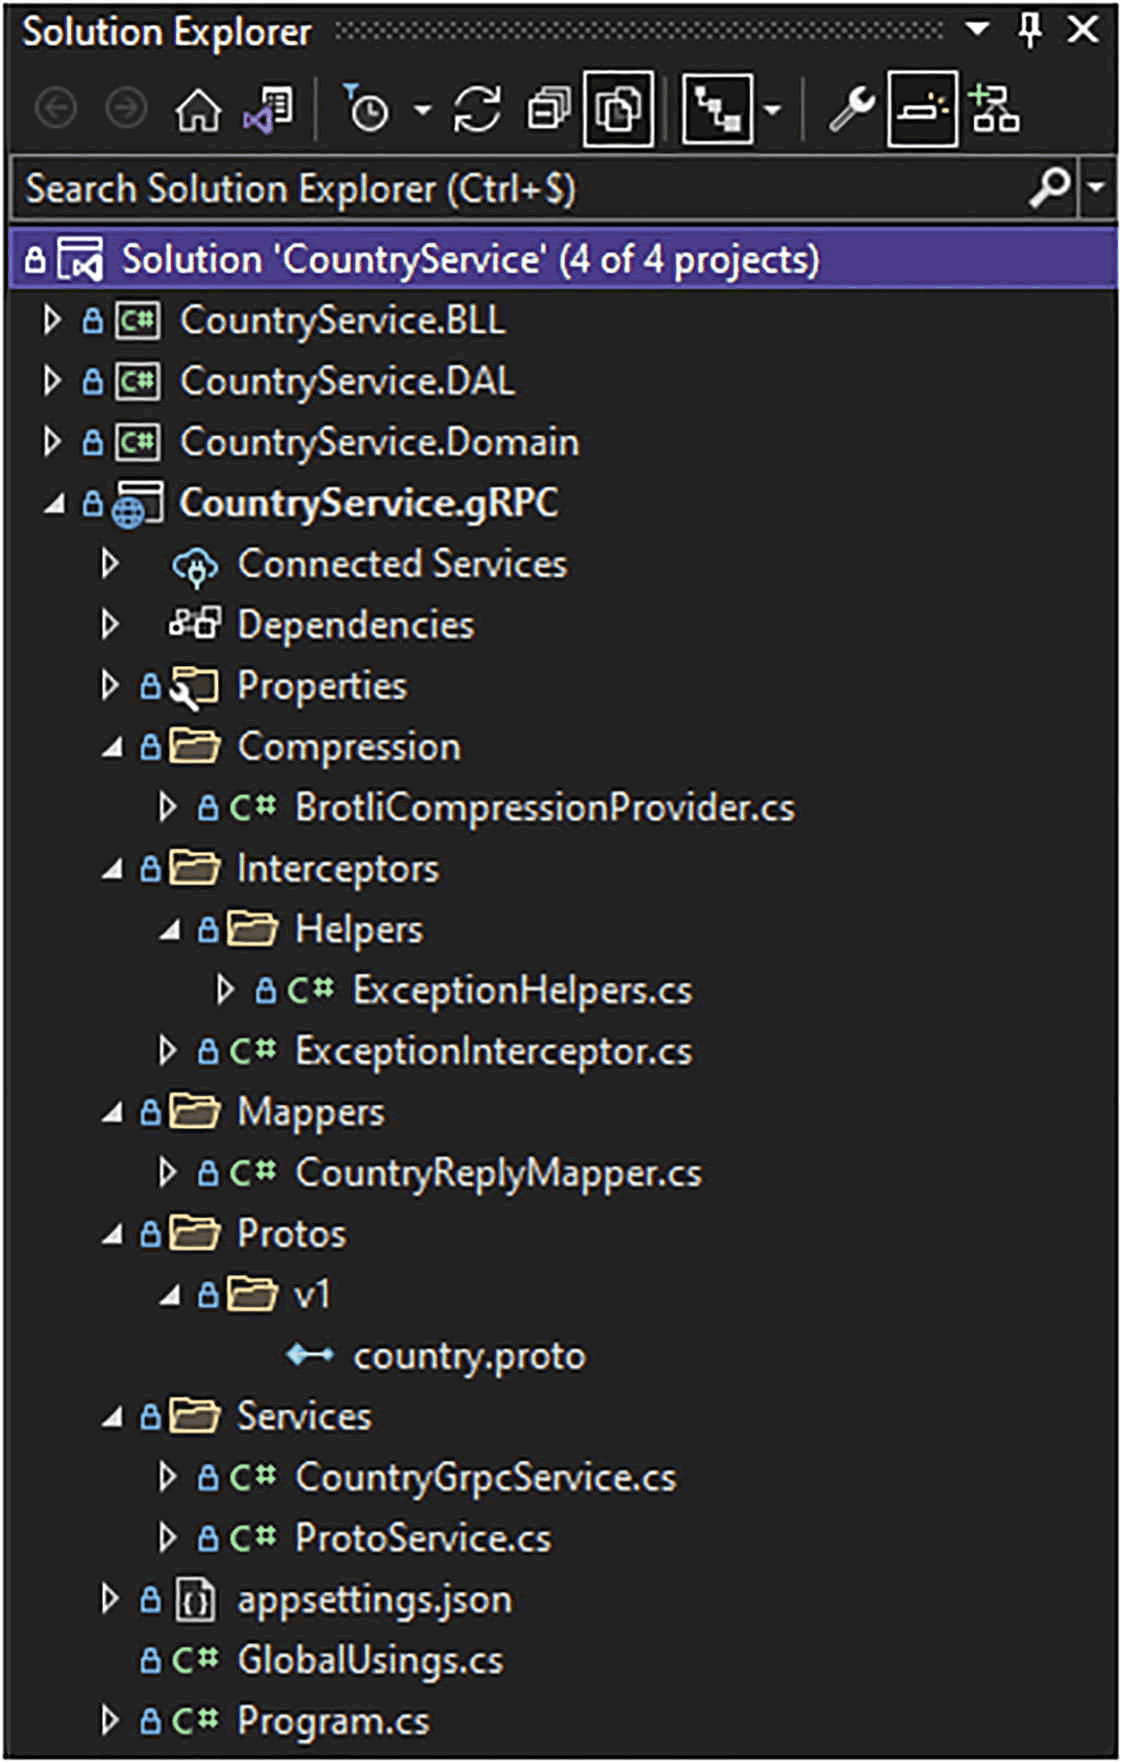 Solution Explorer
Search Solution Explorer (Ctrl+$)
Solution 'CountryService' (4 of 4 projects)
C# CountryService.BLL
C# CountryService.DAL
C# CountryService.Domain
CountryService.gRPC
Connected Services
Dependencies
Properties
Compression
C# BrotliCompressionProvider.cs
Interceptors
Helpers
C# ExceptionHelpers.cs
C# ExceptionInterceptor.cs
Mappers
C# CountryReplyMapper.cs
Protos
v1
country.proto
Services
C# CountryGrpcService.cs
C# ProtoService.cs
appsettings.json
C# GlobalUsings.cs
C# Program.cs